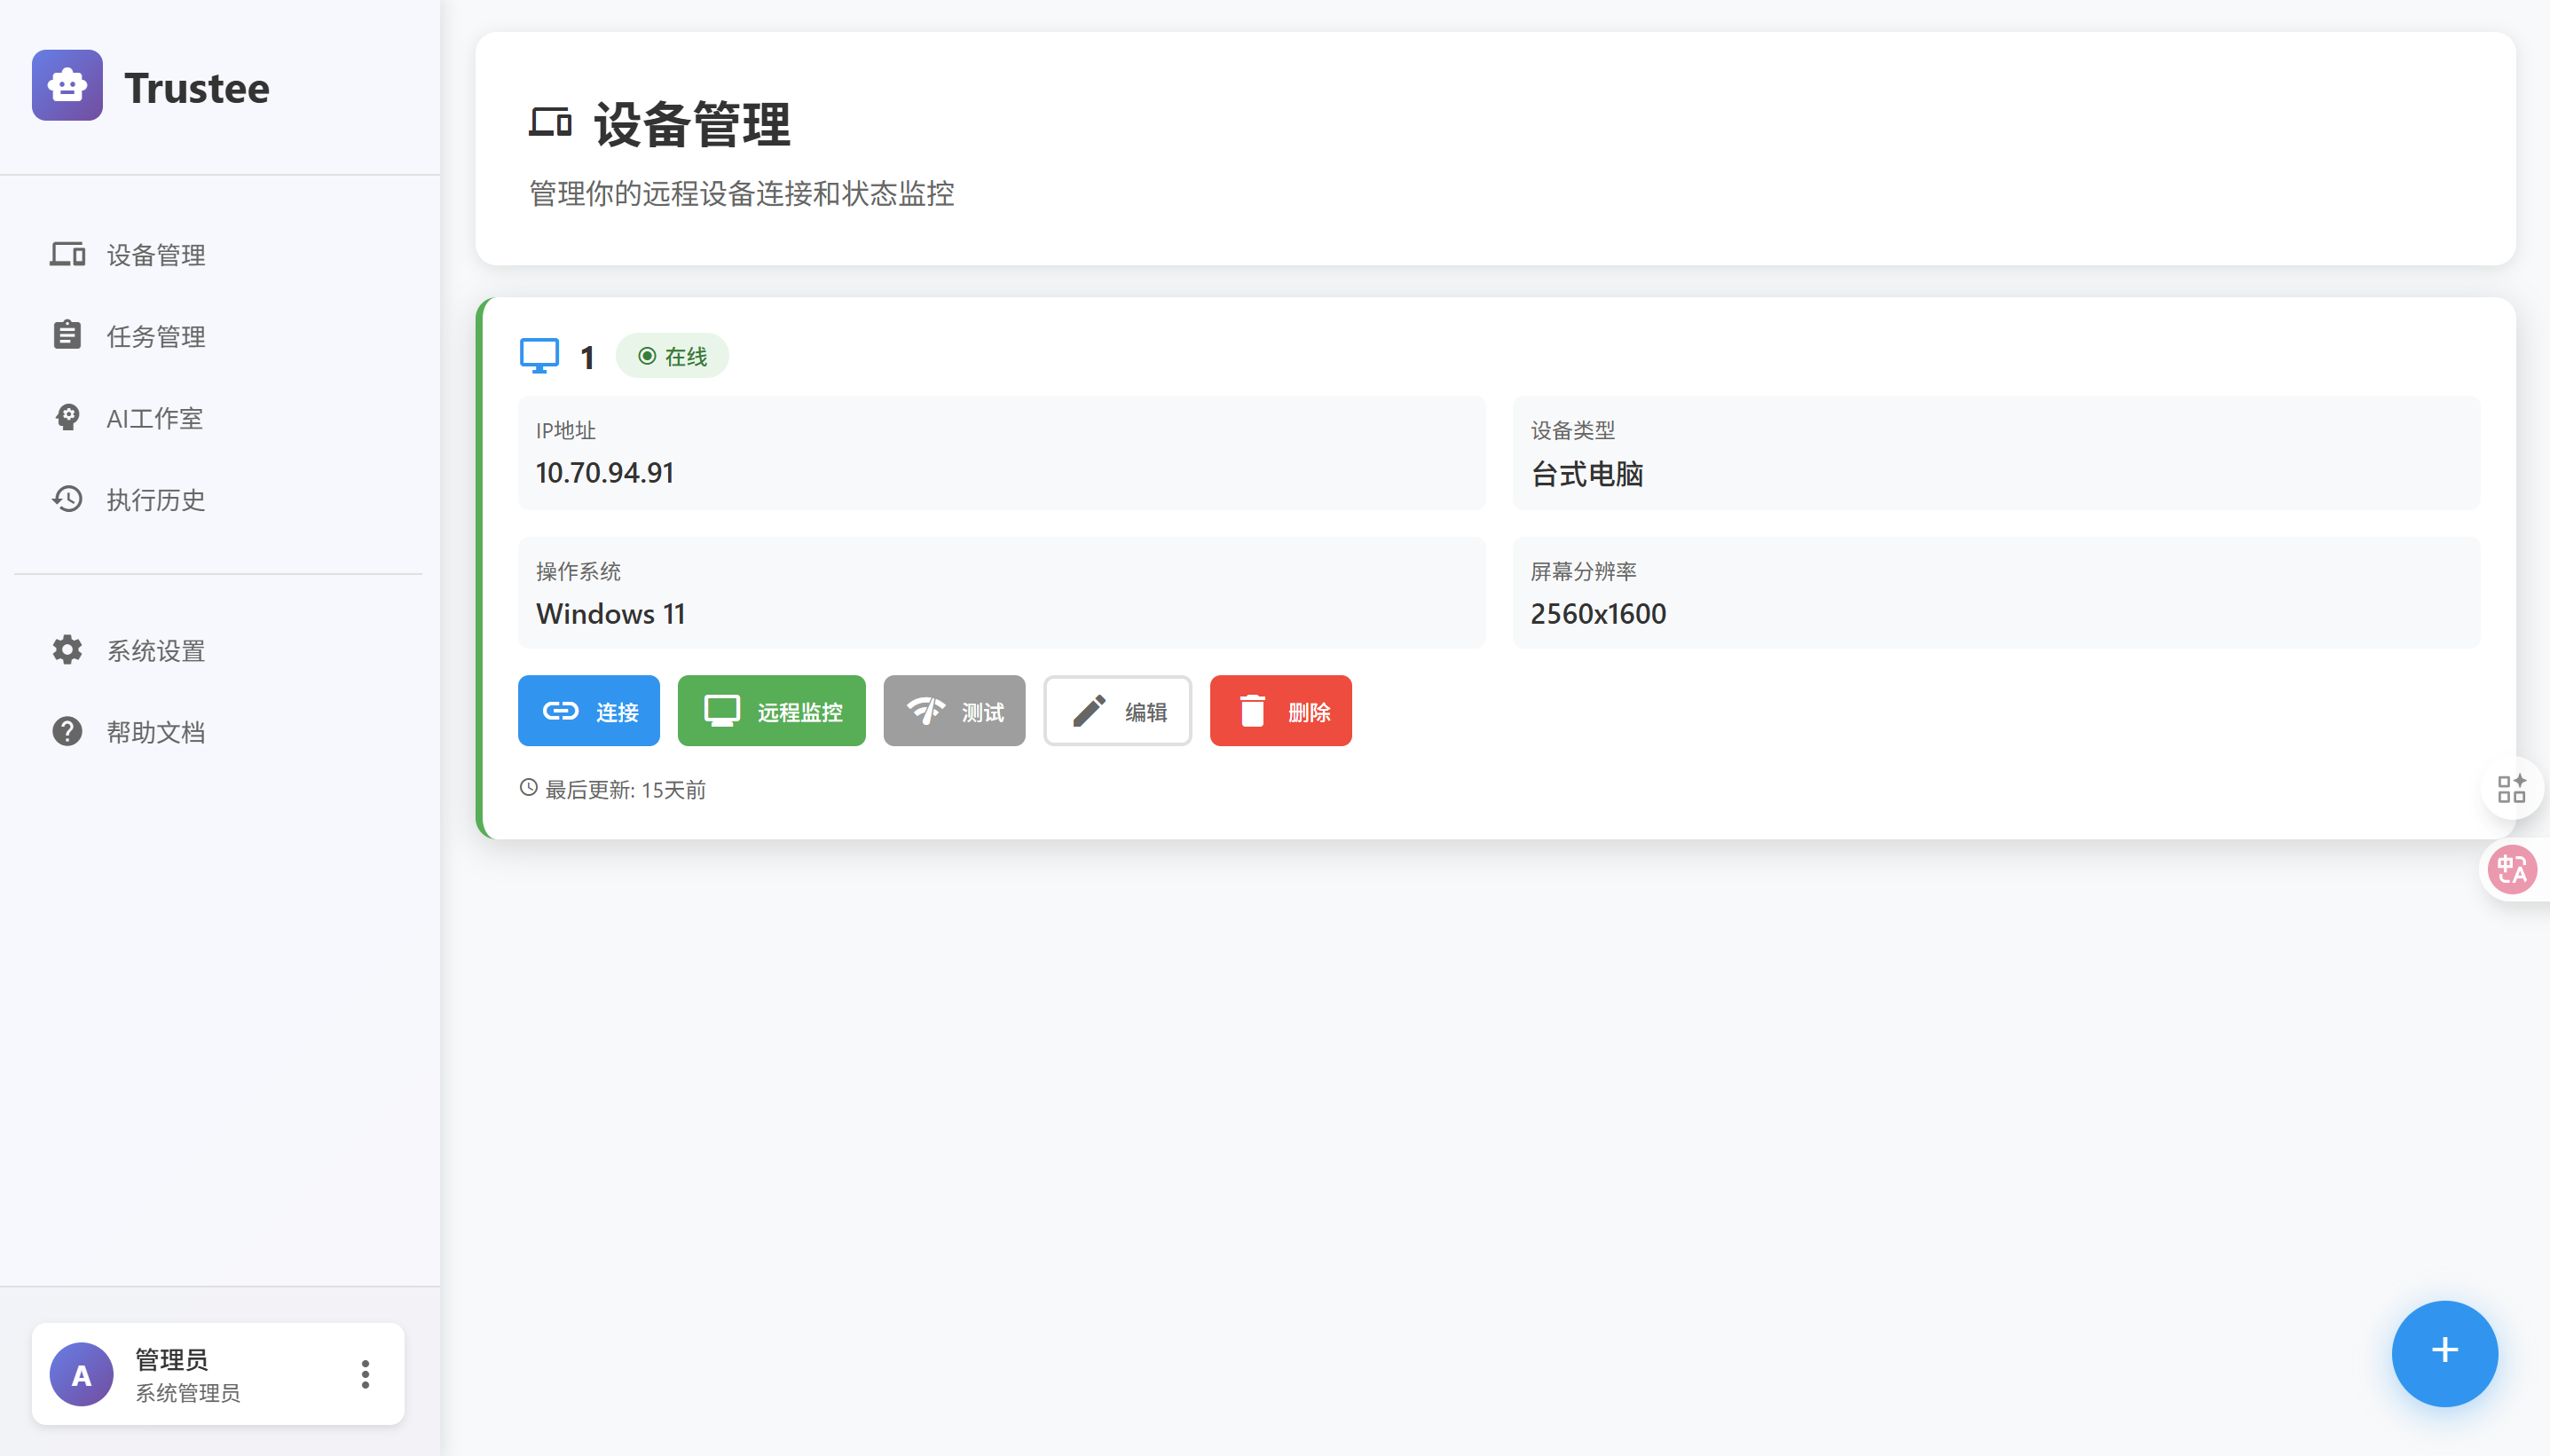 Trustee
设备管理
任务管理
AI工作室
执行历史
系统设置
帮助文档
A
管理员
系统管理员
设备管理
管理你的远程设备连接和状态监控
1 在线
IP地址
10.70.94.91
设备类型
台式电脑
操作系统
Windows 11
屏幕分辨率
2560x1600
连接 远程监控 测试 编辑 删除
最后更新: 15天前
中A
+